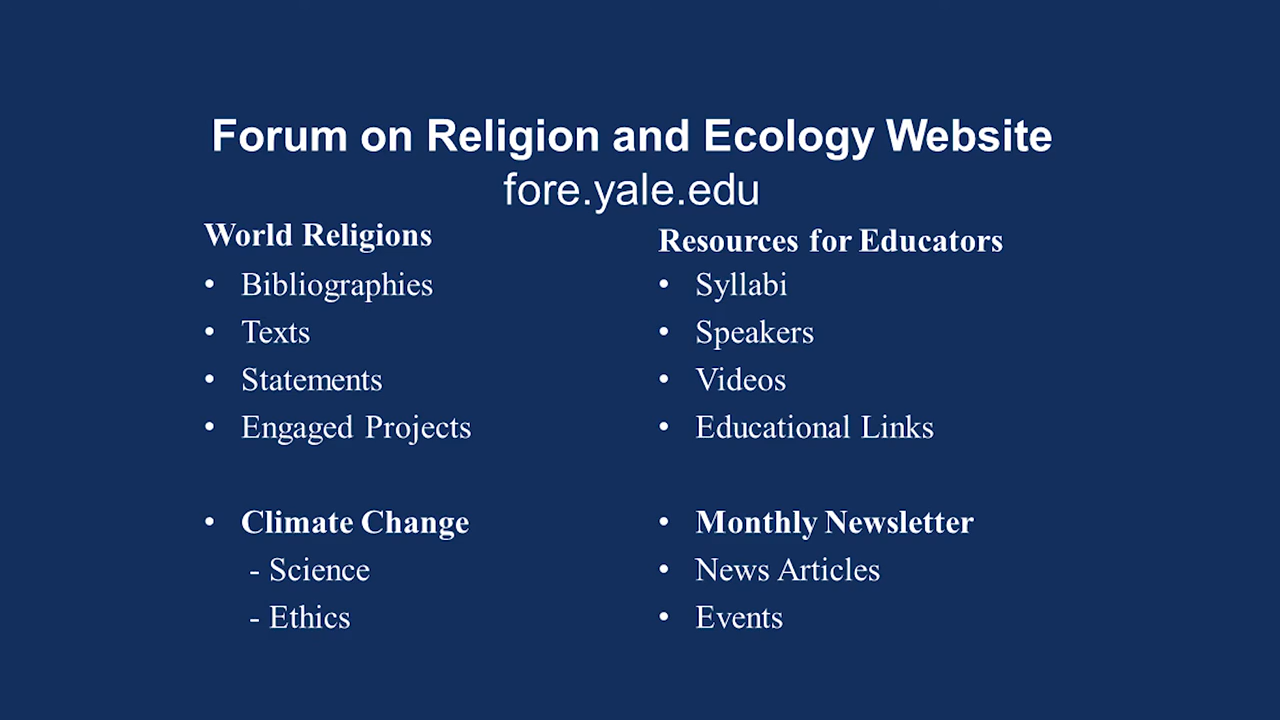 Forum on Religion and Ecology Website
fore.yale.edu
World Religions
• Bibliographies
• Texts
• Statements
• Engaged Projects
• Climate Change
- Science
- Ethics
Resources for Educators
• Syllabi
• Speakers
• Videos
• Educational Links
• Monthly Newsletter
• News Articles
• Events